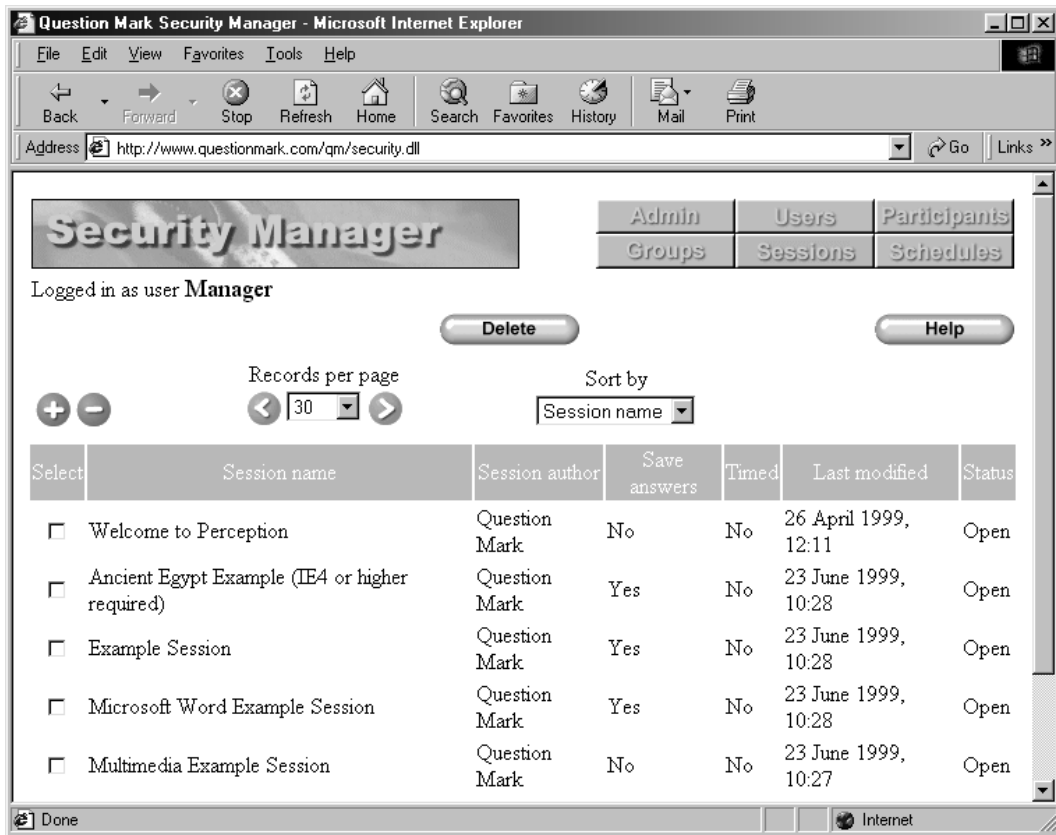 Question Mark Security Manager - Microsoft Internet Explorer
File Edit View Favorites Tools Help
Back Forward Stop Refresh Home Search Favorites History Mail Print
Address http://www.questionmark.com/qm/security.dll Go Links »
Security Manager
Admin Users Participants
Groups Sessions Schedules
Logged in as user Manager
Delete Help
Records per page Sort by
30 Session name
Select Session name Session author Save answers Timed Last modified Status
Welcome to Perception Question Mark No No 26 April 1999, 12:11 Open
Ancient Egypt Example (IE4 or higher required) Question Mark Yes No 23 June 1999, 10:28 Open
Example Session Question Mark Yes No 23 June 1999, 10:28 Open
Microsoft Word Example Session Question Mark Yes No 23 June 1999, 10:28 Open
Multimedia Example Session Question Mark No No 23 June 1999, 10:27 Open
Done Internet